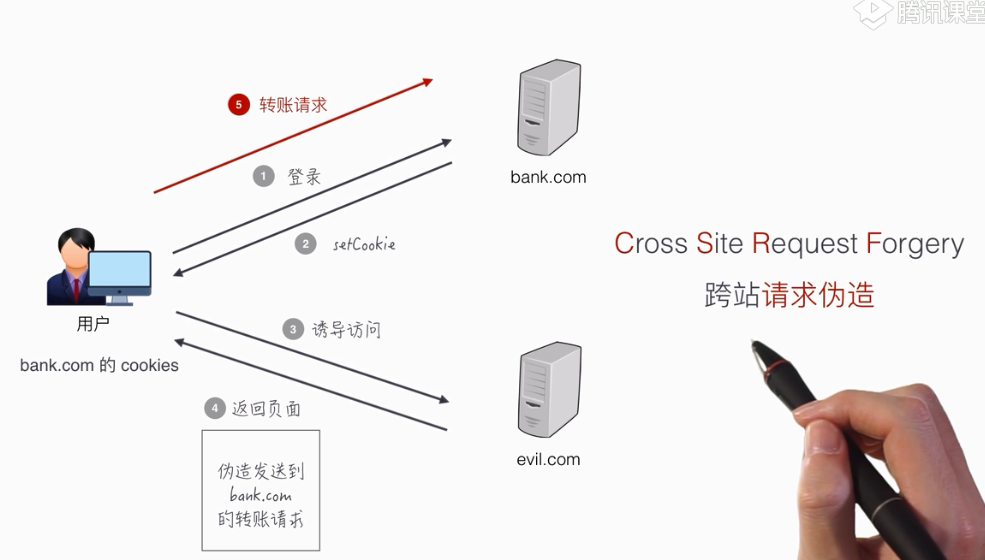 腾讯课堂
5 转账请求
1 登录
bank.com
2 setCookie
Cross Site Request Forgery
跨站请求伪造
用户
3 诱导访问
bank.com 的 cookies
4 返回页面
evil.com
伪造发送到
bank.com
的转账请求